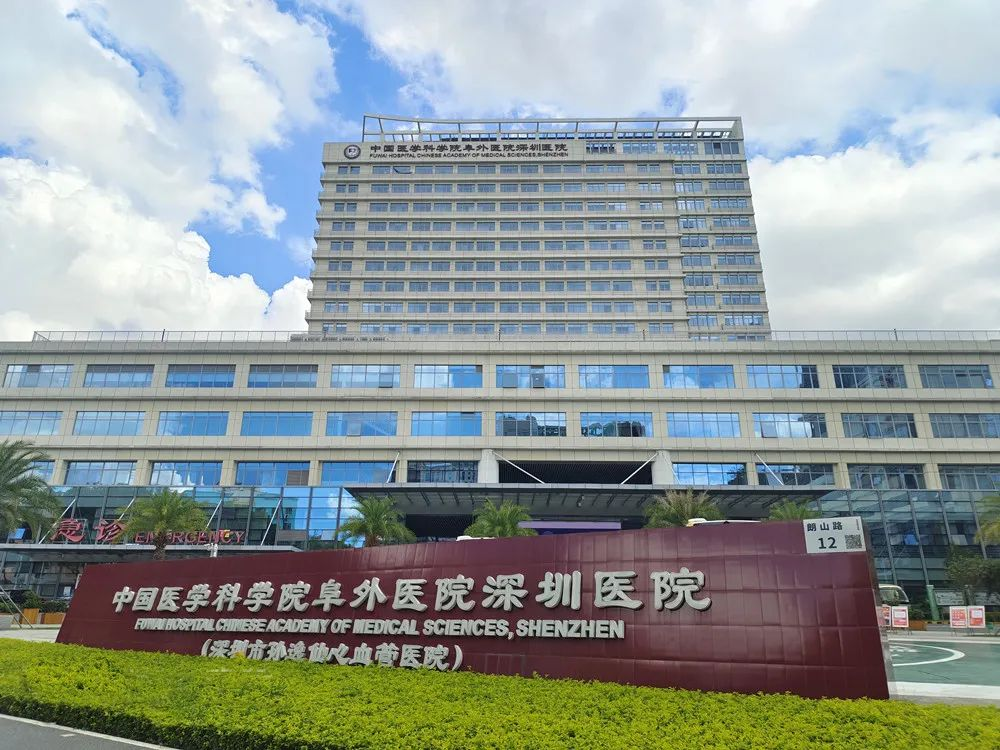 中国医学科学院阜外医院深圳医院
FUWAI HOSPITAL CHINESE ACADEMY OF MEDICAL SCIENCES, SHENZHEN
急诊 EMERGENCY
朗山路
12
中国医学科学院阜外医院深圳医院
FUWAI HOSPITAL CHINESE ACADEMY OF MEDICAL SCIENCES, SHENZHEN
(深圳市孙逸仙心血管医院)